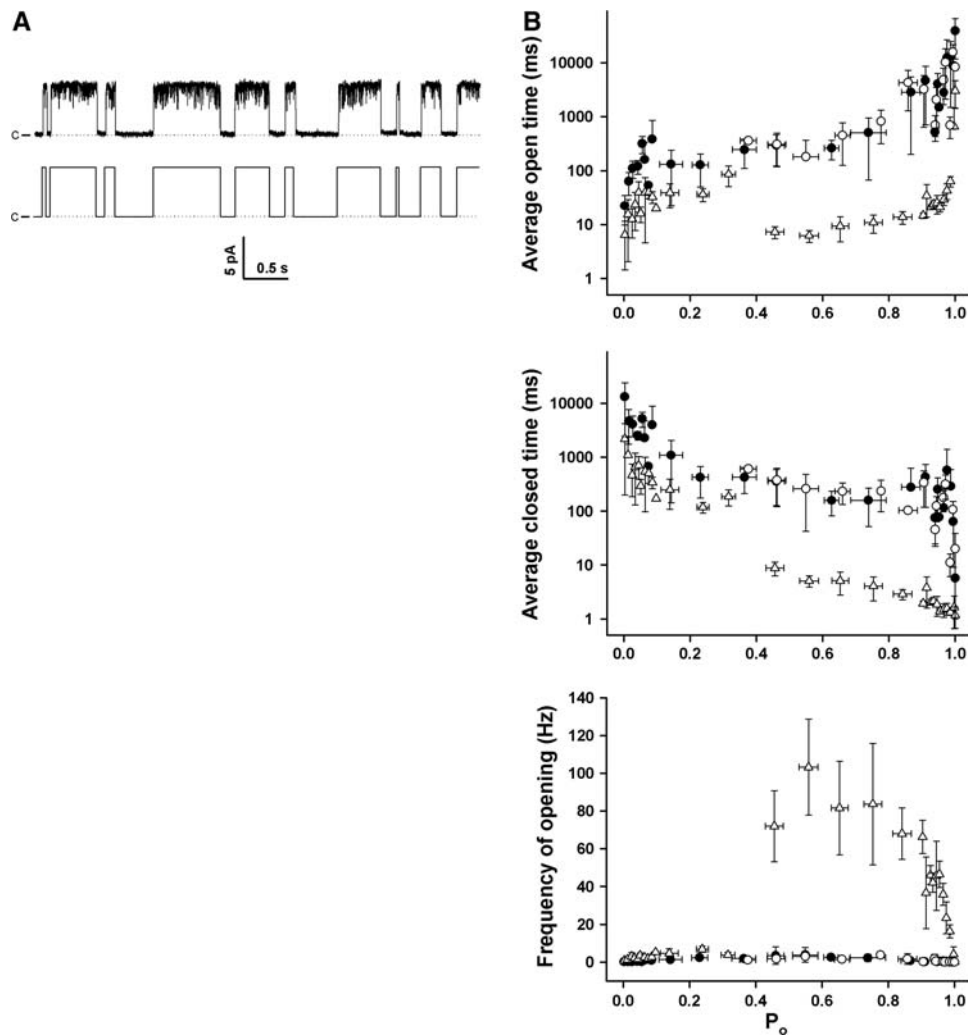 A
C
C
5 pA
0.5 s
B
Average open time (ms)
10000
1000
100
10
1
0.0 0.2 0.4 0.6 0.8 1.0
Average closed time (ms)
10000
1000
100
10
1
0.0 0.2 0.4 0.6 0.8 1.0
Frequency of opening (Hz)
140
120
100
80
60
40
20
0
0.0 0.2 0.4 0.6 0.8 1.0
Po